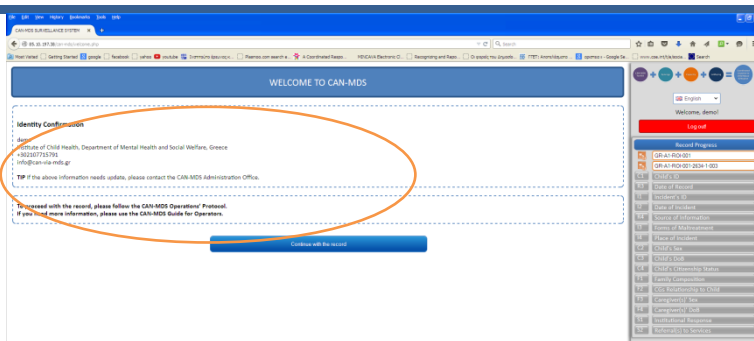 File Edit View History Bookmarks Tools Help
CAN-MDS SURVEILLANCE SYSTEM
Search
Most Visited Getting Started google facebook yahoo youtube A Coordinated Respo... Recognizing and Respo... Search
WELCOME TO CAN-MDS
Identity Confirmation
Institute of Child Health, Department of Mental Health and Social Welfare, Greece
+302107715791
info@can-via-mds.gr
TIP If the above information needs update, please contact the CAN-MDS Administration Office.
To proceed with the record, please follow the CAN-MDS Operations' Protocol.
If you need more information, please use the CAN-MDS Guide for Operators.
Continue with the record
English
Welcome, demo!
Log out
Record Progress
GR-A1-ROI-001
GR-A1-ROI-001-2634-1-003
Child's ID
Date of Record
Incident's ID
Date of Incident
Source of Information
Forms of Maltreatment
Place of Incident
Child's Sex
Child's DoB
Child's Citizenship Status
Family Composition
CGs Relationship to Child
Caregiver(s)' Sex
Caregiver(s)' DoB
Institutional Response
Referral(s) to Services